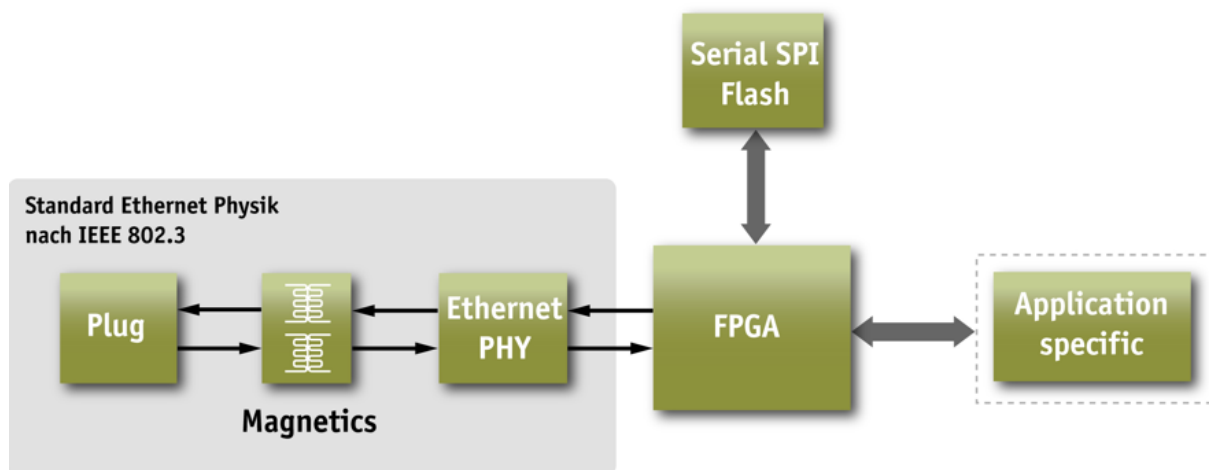 Serial SPI
Flash
Standard Ethernet Physik
nach IEEE 802.3
Plug
Ethernet
PHY
FPGA
Application
specific
Magnetics